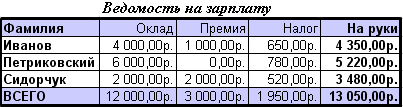 Ведомость на зарплату
Фамилия Оклад Премия Налог На руки
Иванов 4 000,00р. 1 000,00р. 650,00р. 4 350,00р.
Петриковский 6 000,00р. 0,00р. 780,00р. 5 220,00р.
Сидорчук 2 000,00р. 2 000,00р. 520,00р. 3 480,00р.
ВСЕГО 12 000,00р. 3 000,00р. 1 950,00р. 13 050,00р.